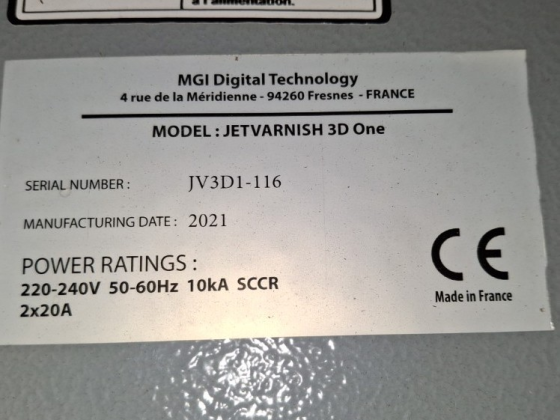 à l'alimentation.
MGI Digital Technology
4 rue de la Méridienne - 94260 Fresnes - FRANCE
MODEL : JETVARNISH 3D One
SERIAL NUMBER : JV3D1-116
MANUFACTURING DATE : 2021
POWER RATINGS :
220-240V 50-60Hz 10kA SCCR
2x20A
CE
Made in France